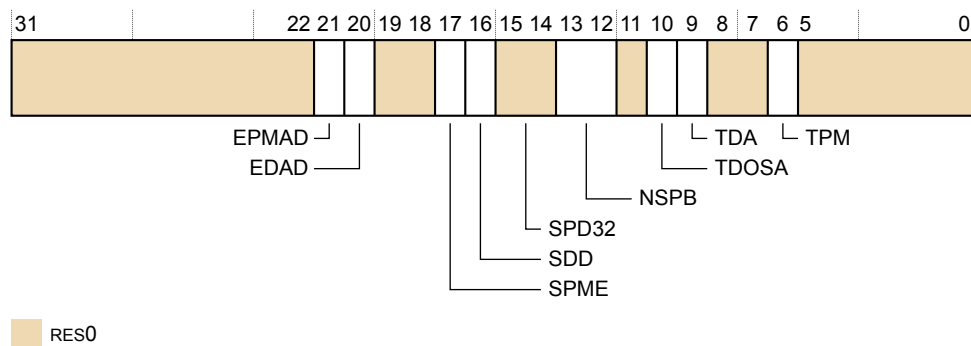 31 22 21 20 19 18 17 16 15 14 13 12 11 10 9 8 7 6 5 0
EPMAD TDA TPM
EDAD TDOSA
NSPB
SPD32
SDD
SPME
RES0